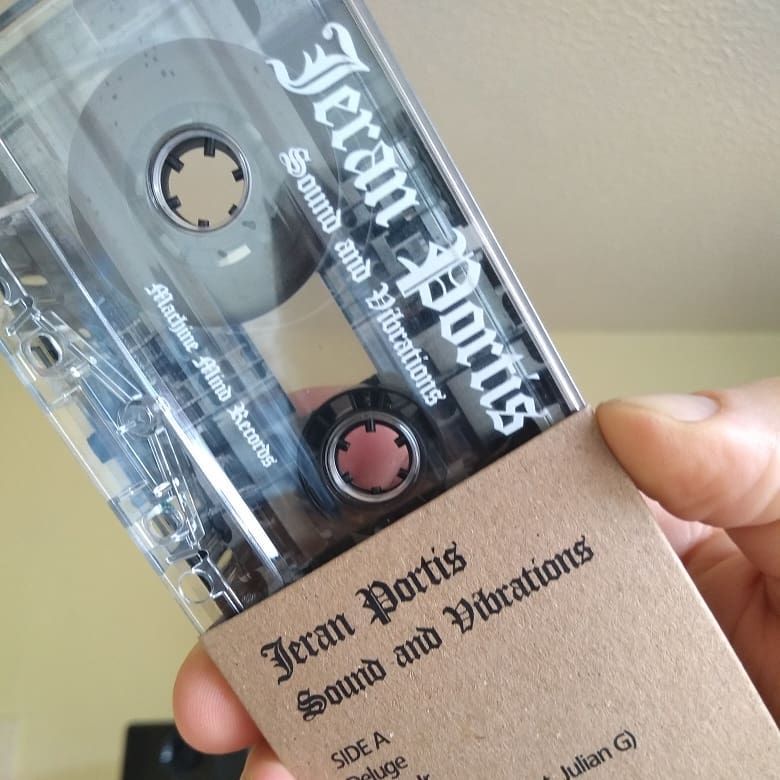 Jeran Portis
Sound and Vibrations
Machine Mind Records
Jeran Portis
Sound and Vibrations
SIDE A
Deluge
Julian G)